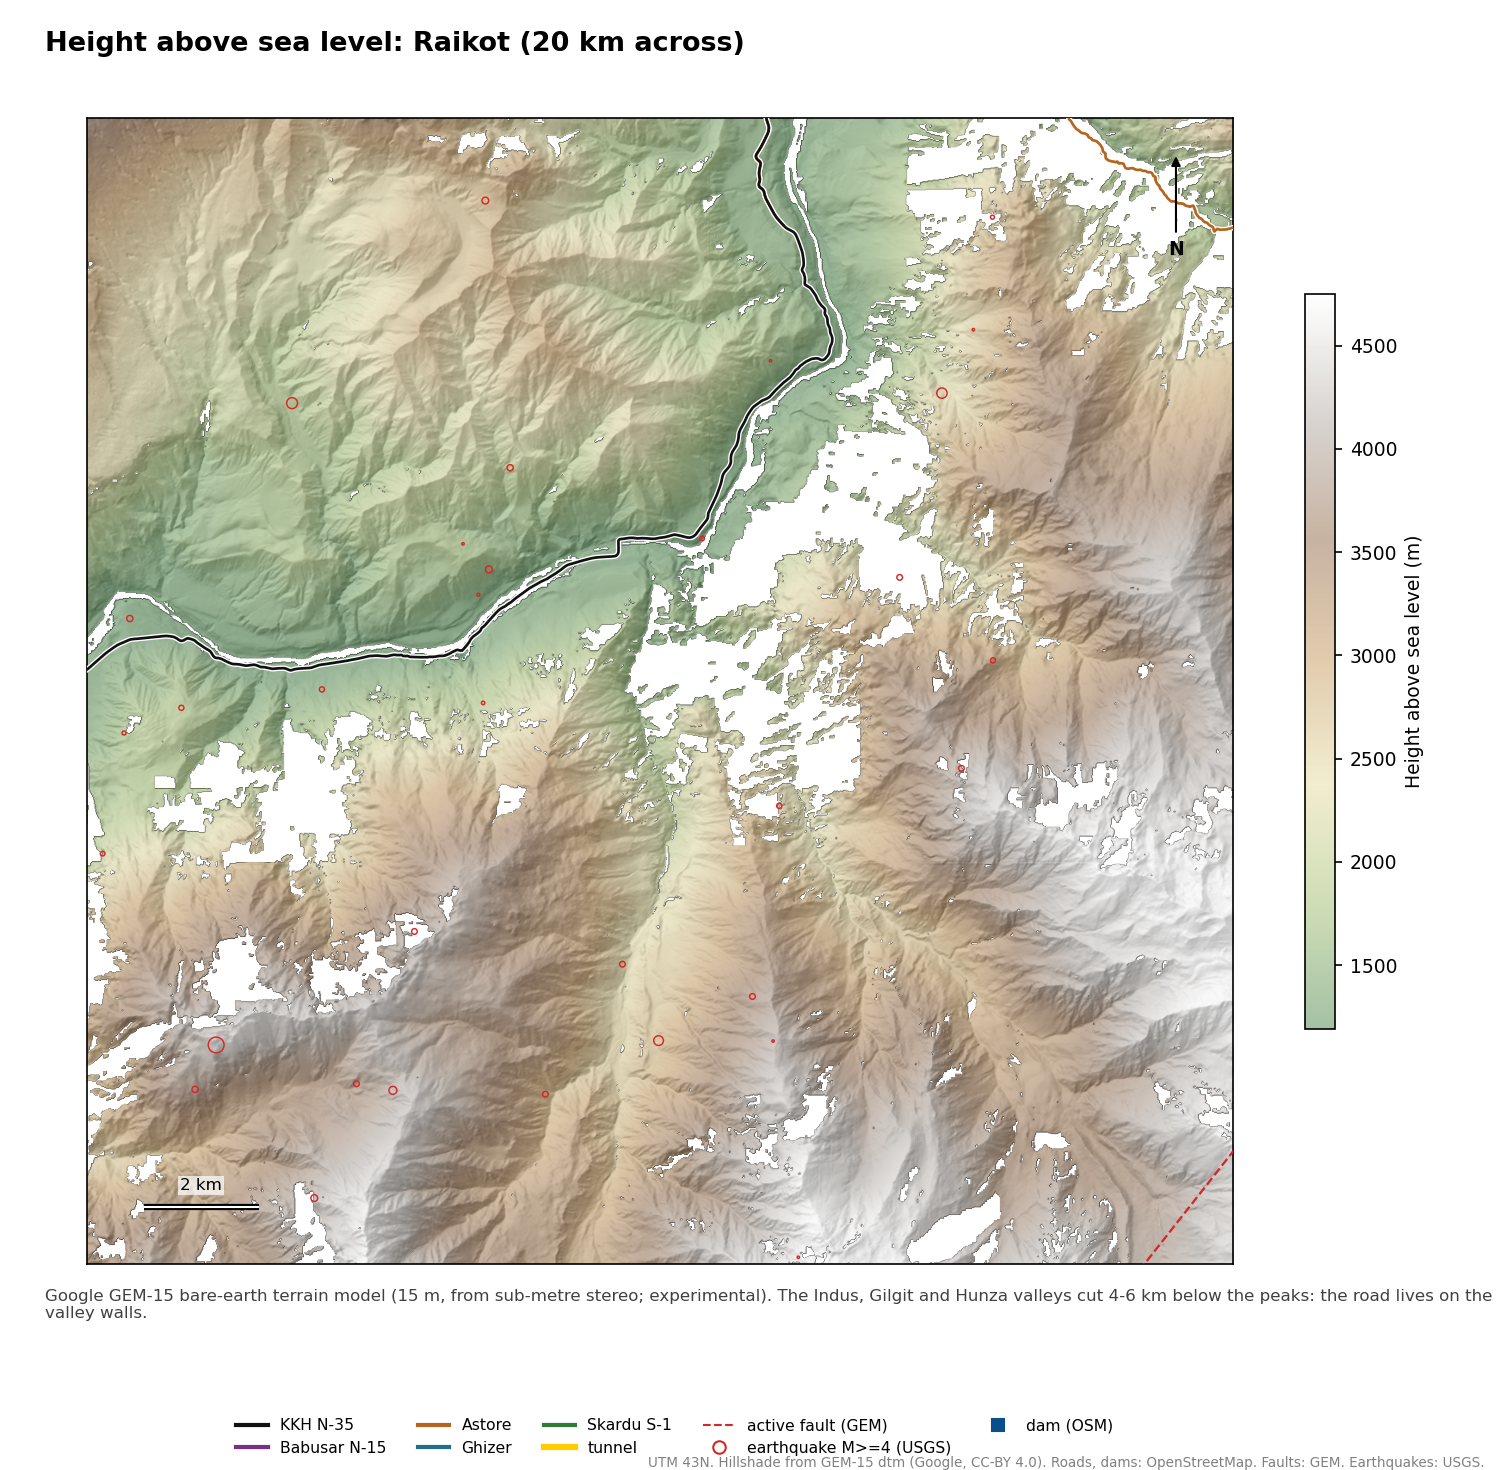 Height above sea level: Raikot (20 km across)
N
4500
4000
3500
3000
2500
2000
1500
Height above sea level (m)
2 km
Google GEM-15 bare-earth terrain model (15 m, from sub-metre stereo; experimental). The Indus, Gilgit and Hunza valleys cut 4-6 km below the peaks: the road lives on the
valley walls.
KKH N-35
Babusar N-15
Astore
Ghizer
Skardu S-1
tunnel
active fault (GEM)
earthquake M>=4 (USGS)
dam (OSM)
UTM 43N. Hillshade from GEM-15 dtm (Google, CC-BY 4.0). Roads, dams: OpenStreetMap. Faults: GEM. Earthquakes: USGS.